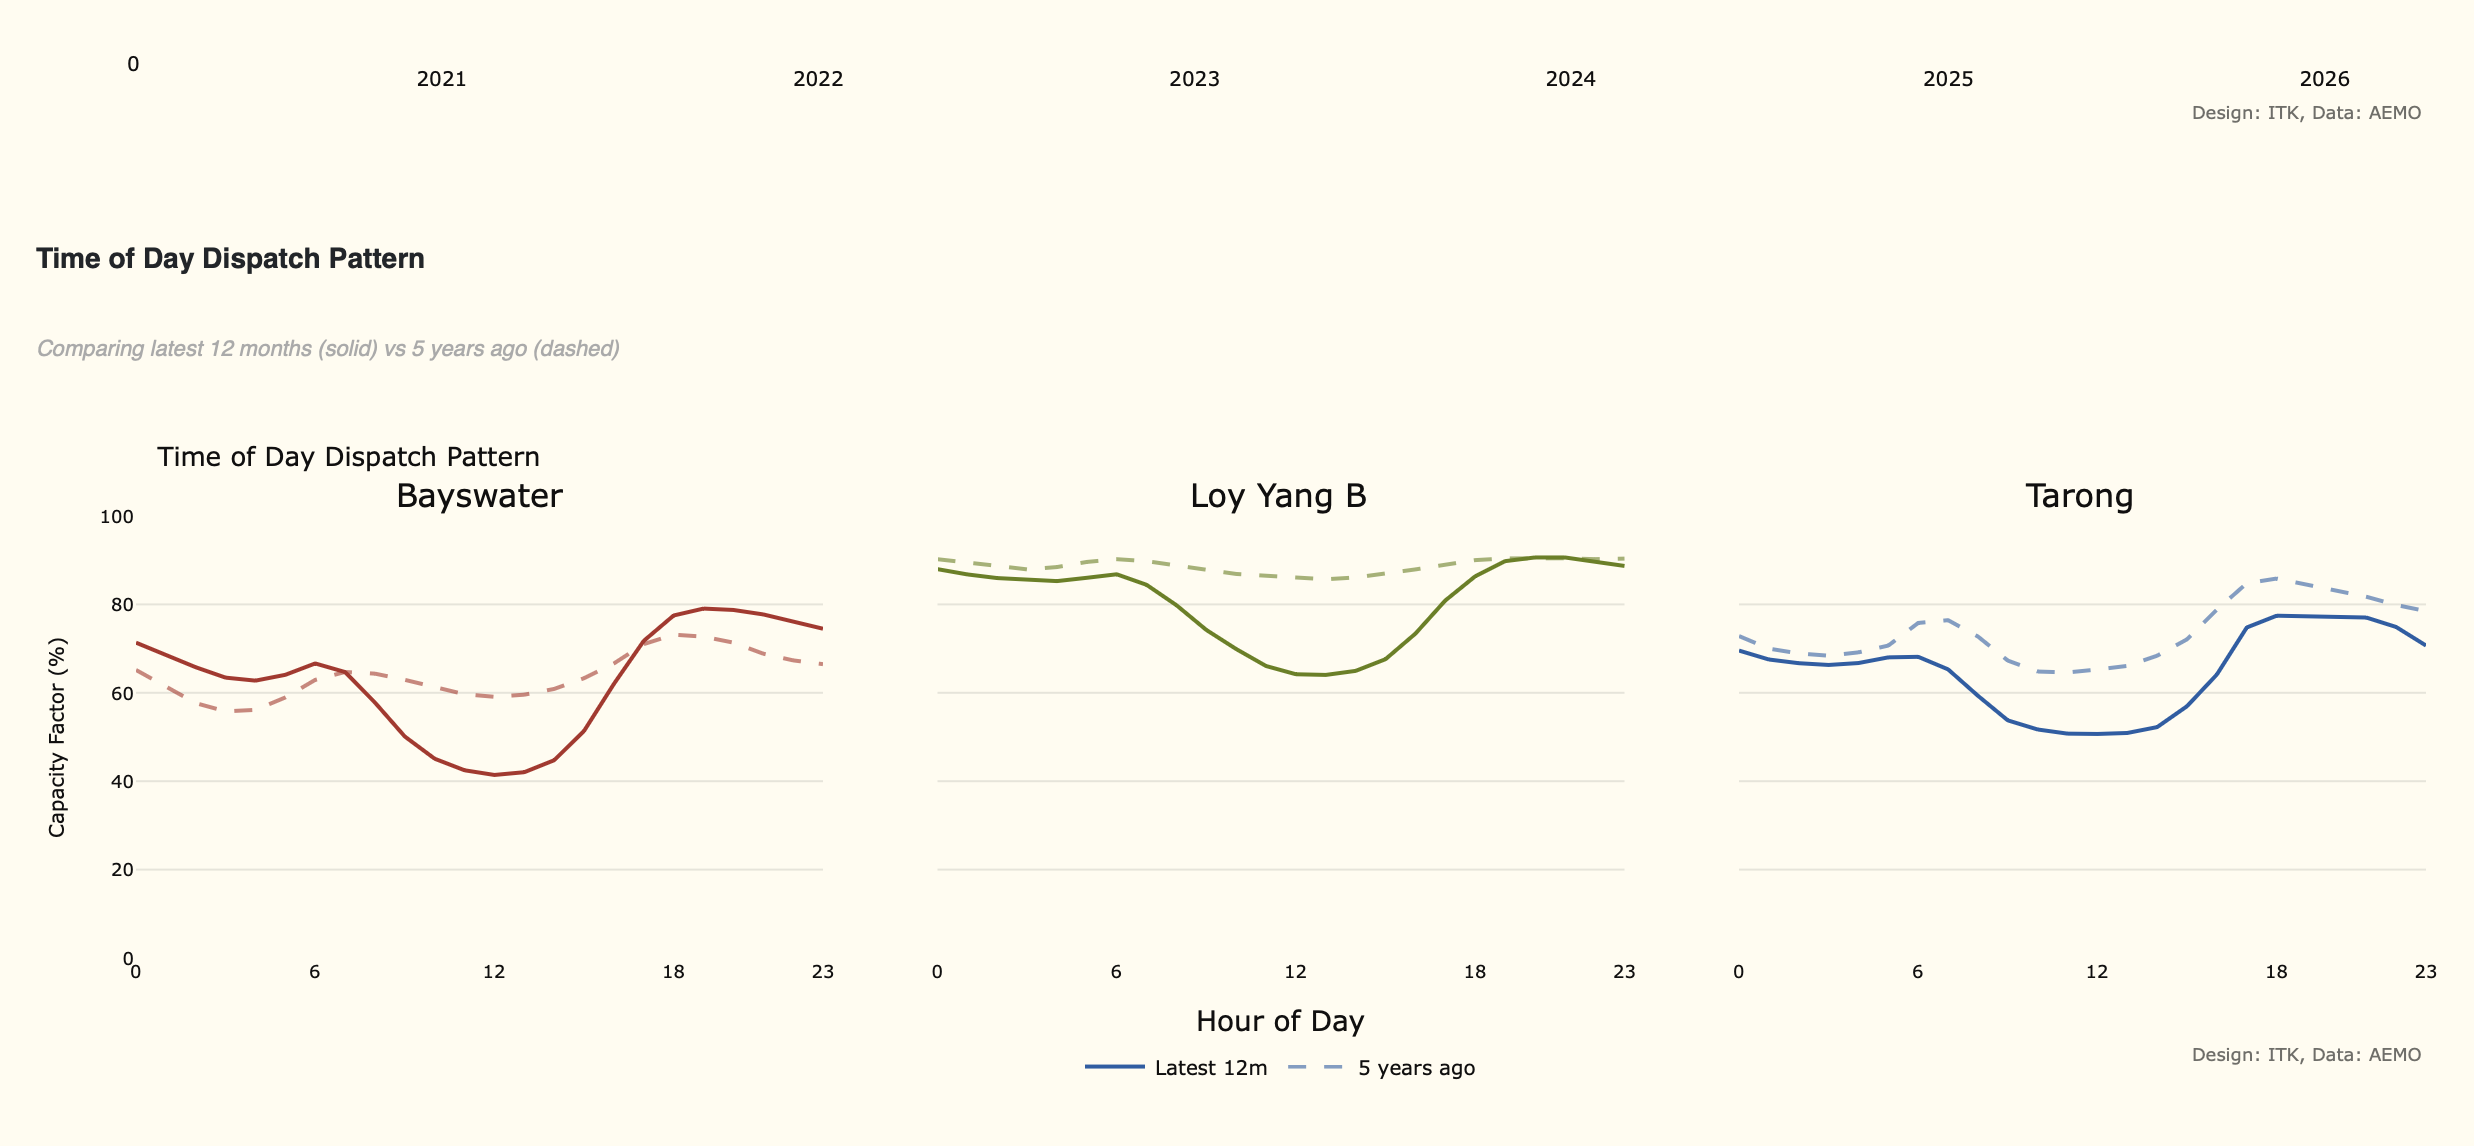 0
2021 2022 2023 2024 2025 2026
Design: ITK, Data: AEMO
Time of Day Dispatch Pattern
Comparing latest 12 months (solid) vs 5 years ago (dashed)
Time of Day Dispatch Pattern
Bayswater Loy Yang B Tarong
100
80
60
40
20
0
Capacity Factor (%)
0 6 12 18 23 0 6 12 18 23 0 6 12 18 23
Hour of Day
Design: ITK, Data: AEMO
Latest 12m 5 years ago